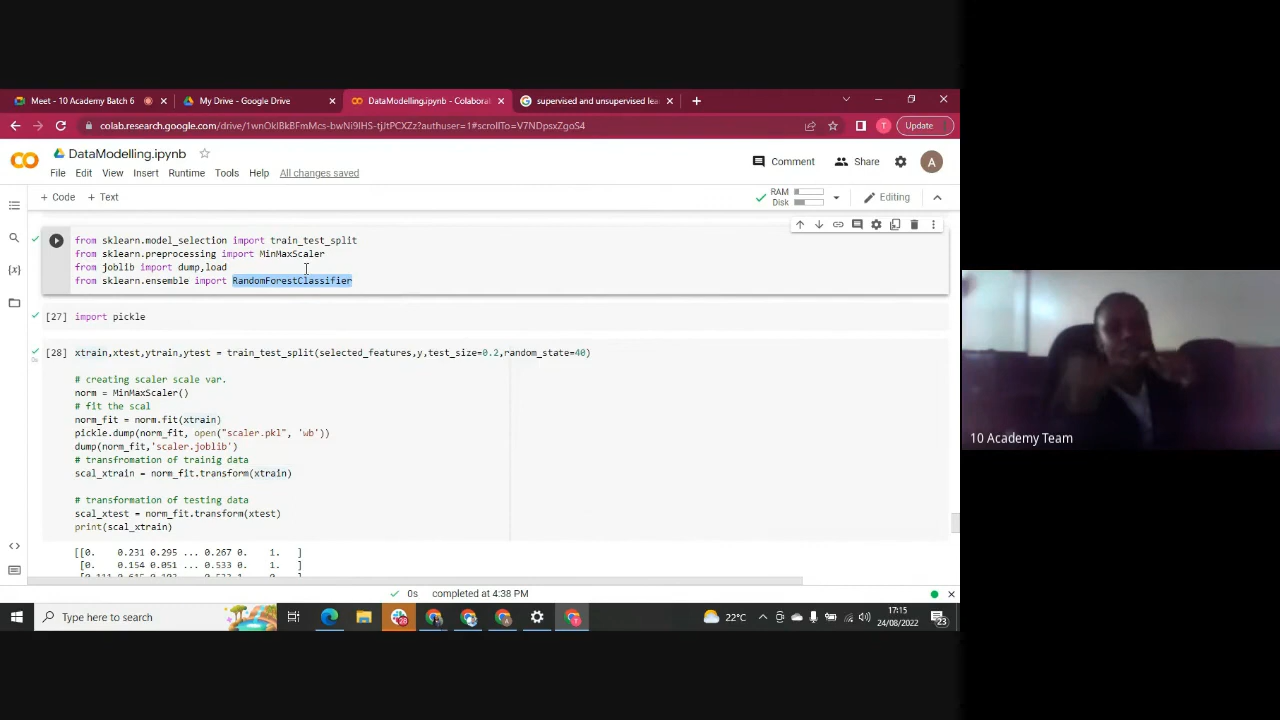 Meet - 10 Academy Batch 6
My Drive - Google Drive
DataModelling.ipynb - Colaborat
supervised and unsupervised lea
colab.research.google.com/drive/1wnOklBkBFmMcs-bwNi9IHS-tjJtPCXZz?authuser=1#scrollTo=V7NDpsxZgoS4
T
Update
DataModelling.ipynb
Comment
Share
A
File Edit View Insert Runtime Tools Help All changes saved
+ Code + Text
RAM
Disk
Editing
from sklearn.model_selection import train_test_split
from sklearn.preprocessing import MinMaxScaler
from joblib import dump,load
from sklearn.ensemble import RandomForestClassifier
[27] import pickle
[28] xtrain,xtest,ytrain,ytest = train_test_split(selected_features,y,test_size=0.2,random_state=40)
# creating scaler scale var.
norm = MinMaxScaler()
# fit the scal
norm_fit = norm.fit(xtrain)
pickle.dump(norm_fit, open("scaler.pkl", 'wb'))
dump(norm_fit,'scaler.joblib')
# transfromation of trainig data
scal_xtrain = norm_fit.transform(xtrain)
# transformation of testing data
scal_xtest = norm_fit.transform(xtest)
print(scal_xtrain)
[[0. 0.231 0.295 ... 0.267 0. 1. ]
[0. 0.154 0.051 ... 0.533 0. 1. ]
0s completed at 4:38 PM
Type here to search
28
22°C
17:15
24/08/2022
23
10 Academy Team